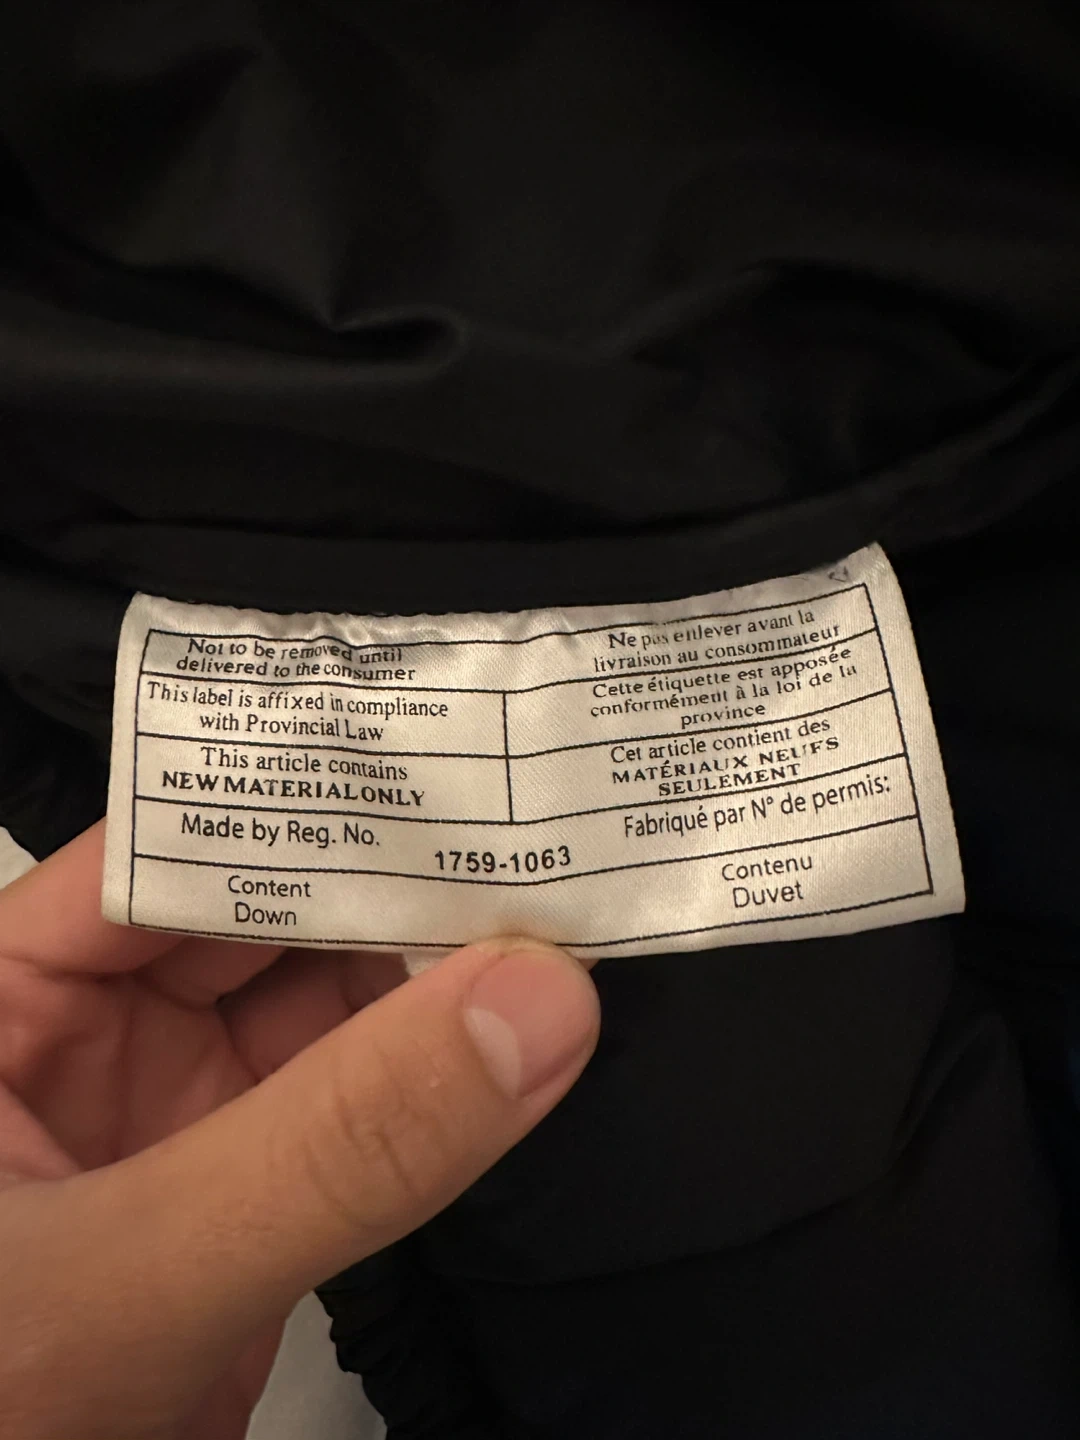 Not to be removed until
delivered to the consumer
Ne pas enlever avant la
livraison au consommateur
This label is affixed in compliance
with Provincial Law
Cette étiquette est apposée
conformément à la loi de la
province
This article contains
NEW MATERIAL ONLY
Cet article contient des
MATÉRIAUX NEUFS
SEULEMENT
Made by Reg. No.
1759-1063
Fabriqué par N° de permis:
Content
Down
Contenu
Duvet